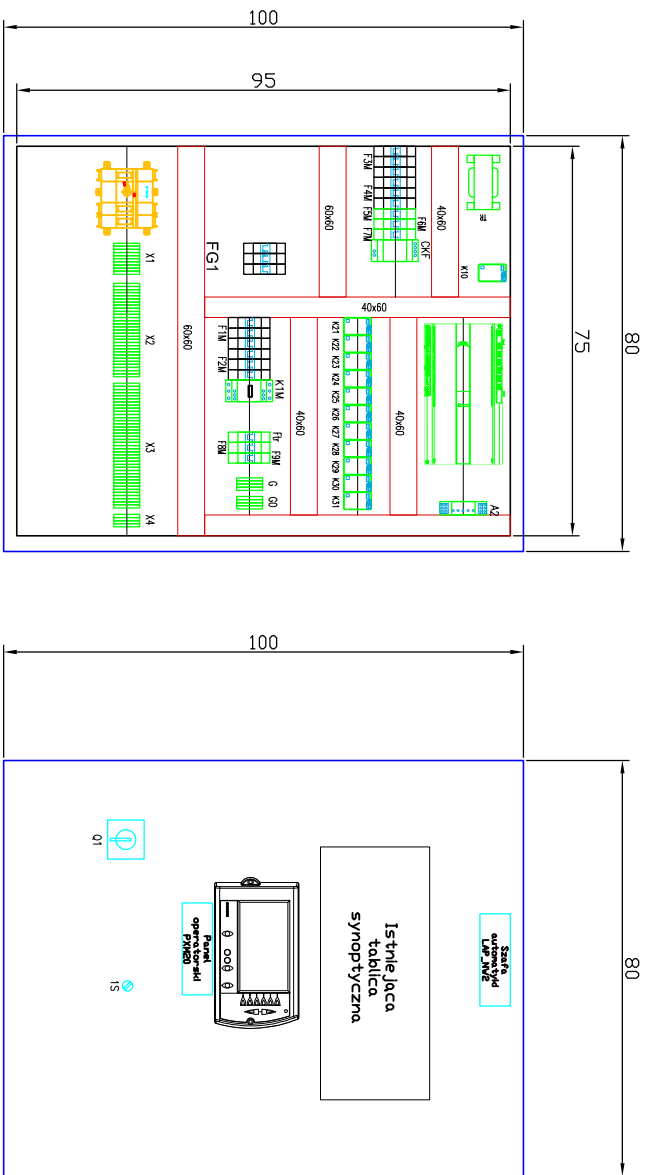 100
95
80
75
TR
K10
40x60
F3M
F4M
F5M
F6M
F7M
CKF
60x60
FG1
40x60
A2
40x60
K21
K22
K23
K24
K25
K26
K27
K28
K29
K30
K31
40x60
F1M
F2M
K1M
Ftr
F8M
F9M
G
G0
60x60
X1
X2
X3
X4
100
80
Szafa
automatyki
LAP_NV2
Istniejaca
tablica
synoptyczna
Panel
operatorski
PXM20
Q1
1S